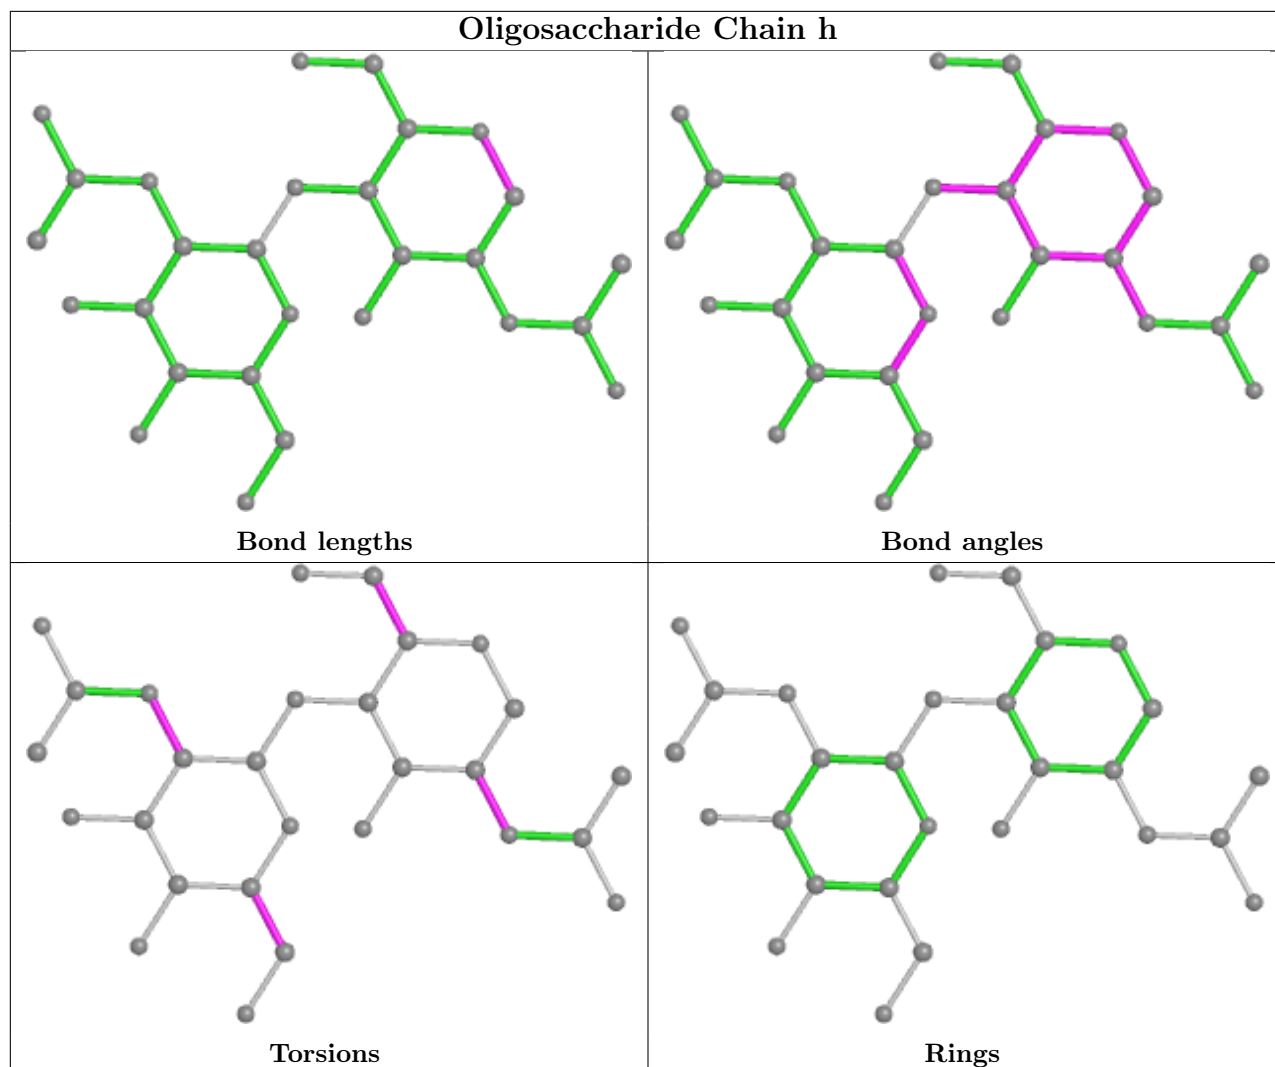 Oligosaccharide Chain h
Bond lengths
Bond angles
Torsions
Rings